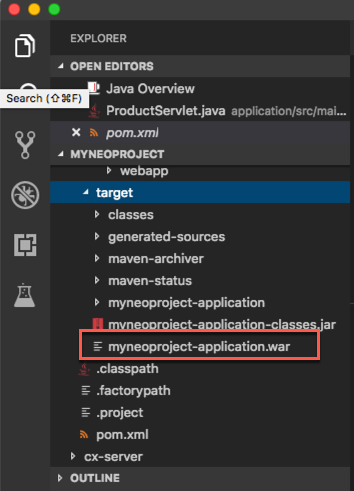 EXPLORER
OPEN EDITORS
Java Overview
Search (⇧⌘F)
ProductServlet.java application/src/mai...
pom.xml
MYNEOPROJECT
webapp
target
classes
generated-sources
maven-archiver
maven-status
myneoproject-application
myneoproject-application-classes.jar
myneoproject-application.war
.classpath
.factorypath
.project
pom.xml
cx-server
OUTLINE